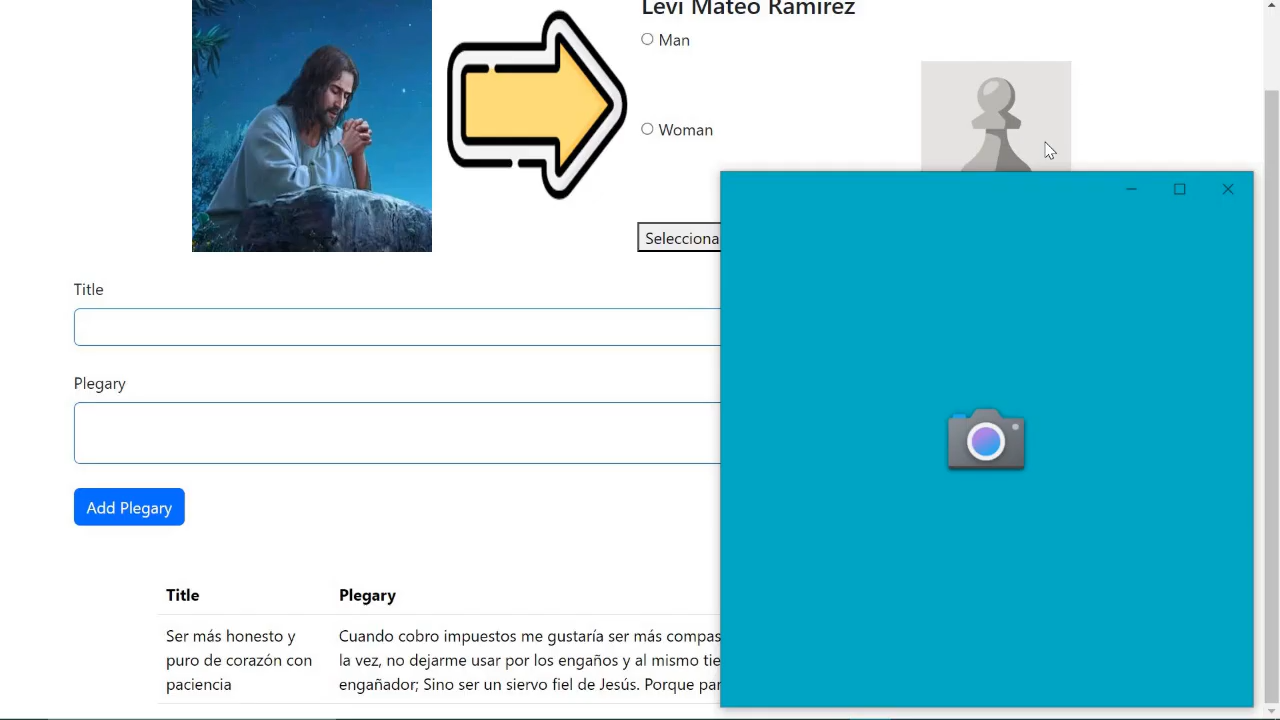 Levi Mateo Ramirez
Man
Woman
Selecciona
Title
Plegary
Add Plegary
Title Plegary
Ser más honesto y
puro de corazón con
paciencia
Cuando cobro impuestos me gustaría ser más compas
la vez, no dejarme usar por los engaños y al mismo tie
engañador; Sino ser un siervo fiel de Jesús. Porque par